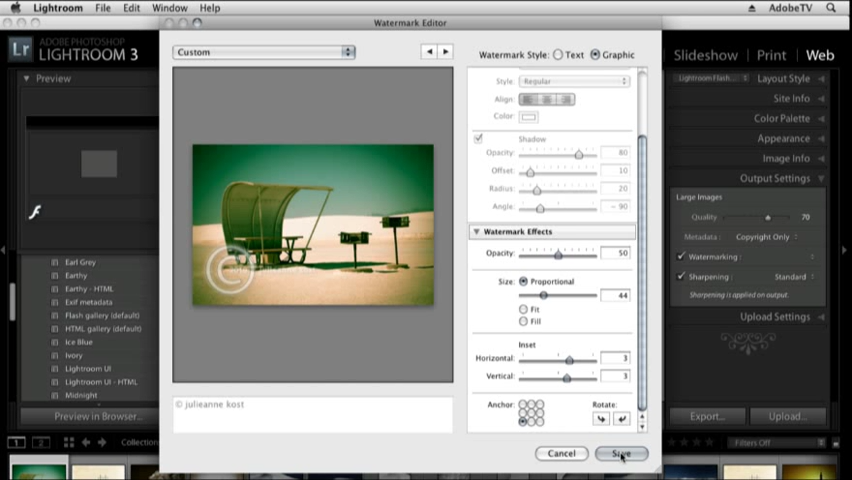 Lightroom File Edit Window Help AdobeTV
Watermark Editor
Lr ADOBE PHOTOSHOP
LIGHTROOM 3
Slideshow | Print | Web
Custom
Watermark Style: Text Graphic
Preview
Lightroom Flash... Layout Style
Style: Regular
Site Info
Align:
Color:
Color Palette
Shadow
Appearance
Opacity: 80
Image Info
Offset: 10
Output Settings
Radius: 20
Large Images
Angle: - 90
Quality 70
Watermark Effects
Metadata: Copyright Only
Opacity: 50
Watermarking:
Size: Proportional
Sharpening: Standard
44
Sharpening is applied on output.
Fit
Fill
Upload Settings
Inset
Horizontal: 3
Vertical: 3
Anchor: Rotate:
Earl Grey
Earthy
Earthy - HTML
Exif metadata
Flash gallery (default)
HTML gallery (default)
Ice Blue
Ivory
Lightroom UI
Lightroom UI - HTML
Midnight
©
© julieanne kost
Preview in Browser...
Export...
Upload...
1 2 Collection
Filters Off
Cancel
Save